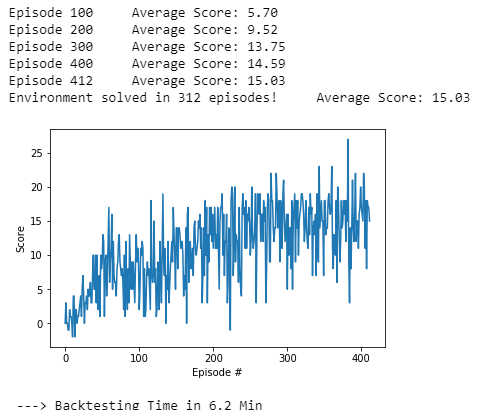 Episode 100 Average Score: 5.70
Episode 200 Average Score: 9.52
Episode 300 Average Score: 13.75
Episode 400 Average Score: 14.59
Episode 412 Average Score: 15.03
Environment solved in 312 episodes! Average Score: 15.03
25
20
15
10
5
0
Score
0 100 200 300 400
Episode #
---> Backtesting Time in 6.2 Min